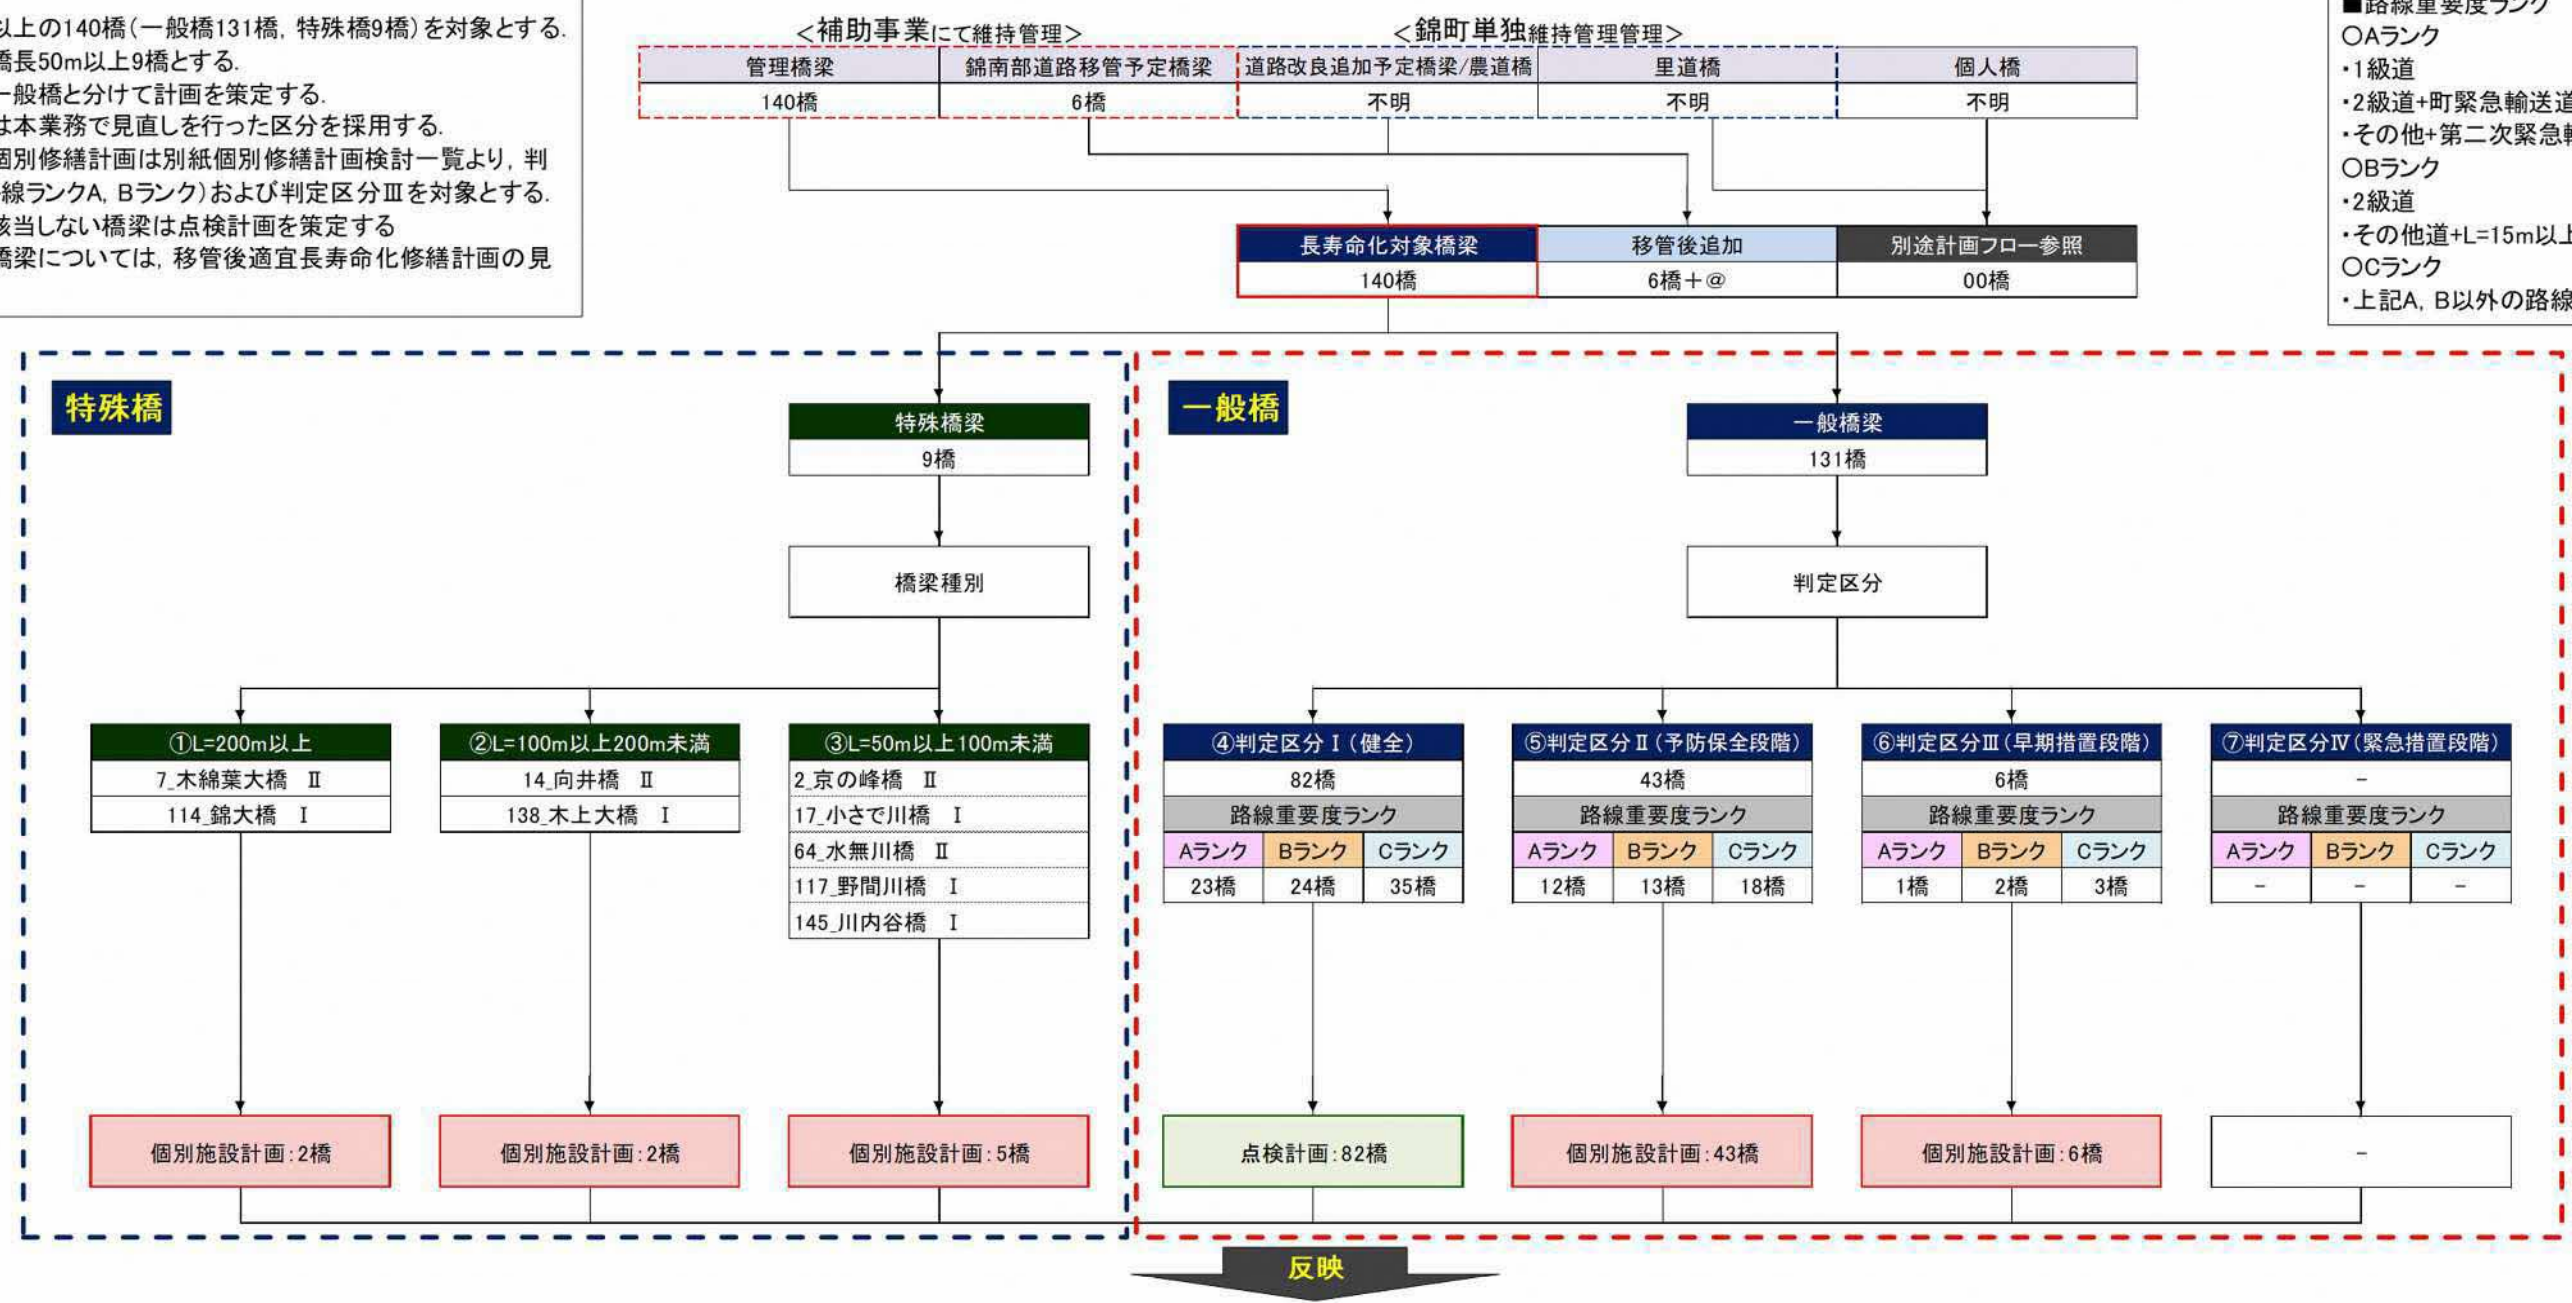 以上の140橋(一般橋131橋, 特殊橋9橋)を対象とする.
橋長50m以上9橋とする.
一般橋と分けて計画を策定する.
は本業務で見直しを行った区分を採用する.
個別修繕計画は別紙個別修繕計画検討一覧より, 判
線ランクA, Bランク)および判定区分Ⅲを対象とする.
該当しない橋梁は点検計画を策定する
橋梁については, 移管後適宜長寿命化修繕計画の見
<補助事業にて維持管理>
<錦町単独維持管理管理>
管理橋梁 錦南部道路移管予定橋梁 道路改良追加予定橋梁/農道橋 里道橋 個人橋
140橋 6橋 不明 不明 不明
長寿命化対象橋梁 移管後追加 別途計画フロー参照
140橋 6橋+@ 00橋
■路線重要度ランク
○Aランク
・1級道
・2級道+町緊急輸送道
・その他+第二次緊急
○Bランク
・2級道
・その他道+L=15m以上
○Cランク
・上記A, B以外の路線
特殊橋
特殊橋梁
9橋
橋梁種別
①L=200m以上
7_木綿葉大橋 Ⅱ
114_錦大橋 Ⅰ
②L=100m以上200m未満
14_向井橋 Ⅱ
138_木上大橋 Ⅰ
③L=50m以上100m未満
2_京の峰橋 Ⅱ
17_小さで川橋 Ⅰ
64_水無川橋 Ⅱ
117_野間川橋 Ⅰ
145_川内谷橋 Ⅰ
個別施設計画:2橋
個別施設計画:2橋
個別施設計画:5橋
一般橋
一般橋梁
131橋
判定区分
④判定区分Ⅰ(健全)
82橋
路線重要度ランク
Aランク Bランク Cランク
23橋 24橋 35橋
⑤判定区分Ⅱ(予防保全段階)
43橋
路線重要度ランク
Aランク Bランク Cランク
12橋 13橋 18橋
⑥判定区分Ⅲ(早期措置段階)
6橋
路線重要度ランク
Aランク Bランク Cランク
1橋 2橋 3橋
⑦判定区分Ⅳ(緊急措置段階)
-
路線重要度ランク
Aランク Bランク Cランク
- - -
点検計画:82橋
個別施設計画:43橋
個別施設計画:6橋
-
反映